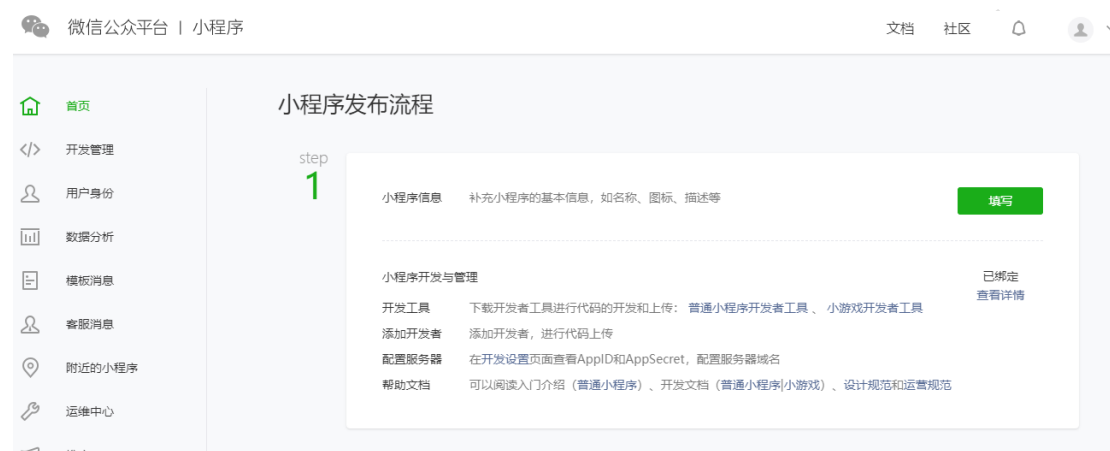 微信公众平台 | 小程序
文档 社区
首页
开发管理
用户身份
数据分析
模板消息
客服消息
附近的小程序
运维中心
小程序发布流程
step
1
小程序信息 补充小程序的基本信息，如名称、图标、描述等 填写
小程序开发与管理 已绑定
查看详情
开发工具 下载开发者工具进行代码的开发和上传： 普通小程序开发者工具 、 小游戏开发者工具
添加开发者 添加开发者，进行代码上传
配置服务器 在开发设置页面查看AppID和AppSecret，配置服务器域名
帮助文档 可以阅读入门介绍（普通小程序）、开发文档（普通小程序|小游戏）、设计规范和运营规范